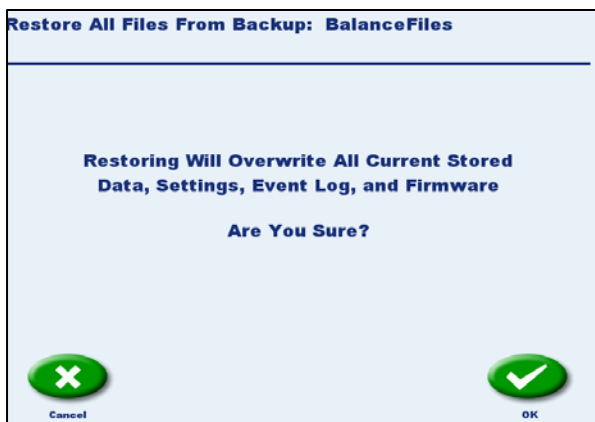 Restore All Files From Backup: BalanceFiles
Restoring Will Overwrite All Current Stored
Data, Settings, Event Log, and Firmware
Are You Sure?
Cancel
OK